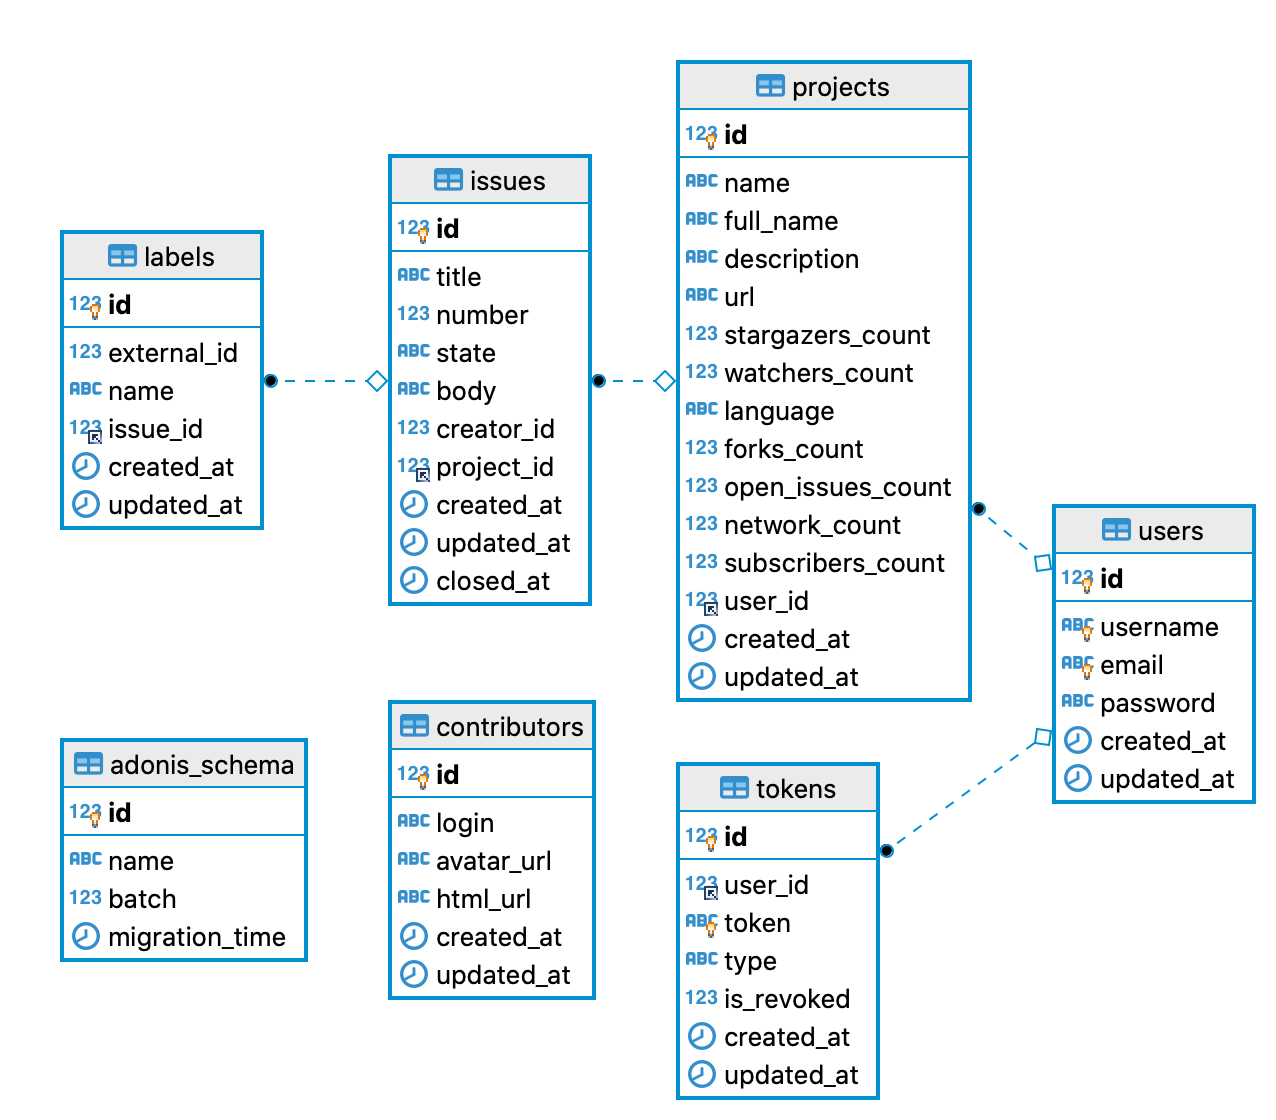 labels
123 id
123 external_id
ABC name
123 issue_id
created_at
updated_at
issues
123 id
ABC title
123 number
ABC state
ABC body
123 creator_id
123 project_id
created_at
updated_at
closed_at
projects
123 id
ABC name
ABC full_name
ABC description
ABC url
123 stargazers_count
123 watchers_count
ABC language
123 forks_count
123 open_issues_count
123 network_count
123 subscribers_count
123 user_id
created_at
updated_at
users
123 id
ABC username
ABC email
ABC password
created_at
updated_at
adonis_schema
123 id
ABC name
123 batch
migration_time
contributors
123 id
ABC login
ABC avatar_url
ABC html_url
created_at
updated_at
tokens
123 id
123 user_id
ABC token
ABC type
123 is_revoked
created_at
updated_at